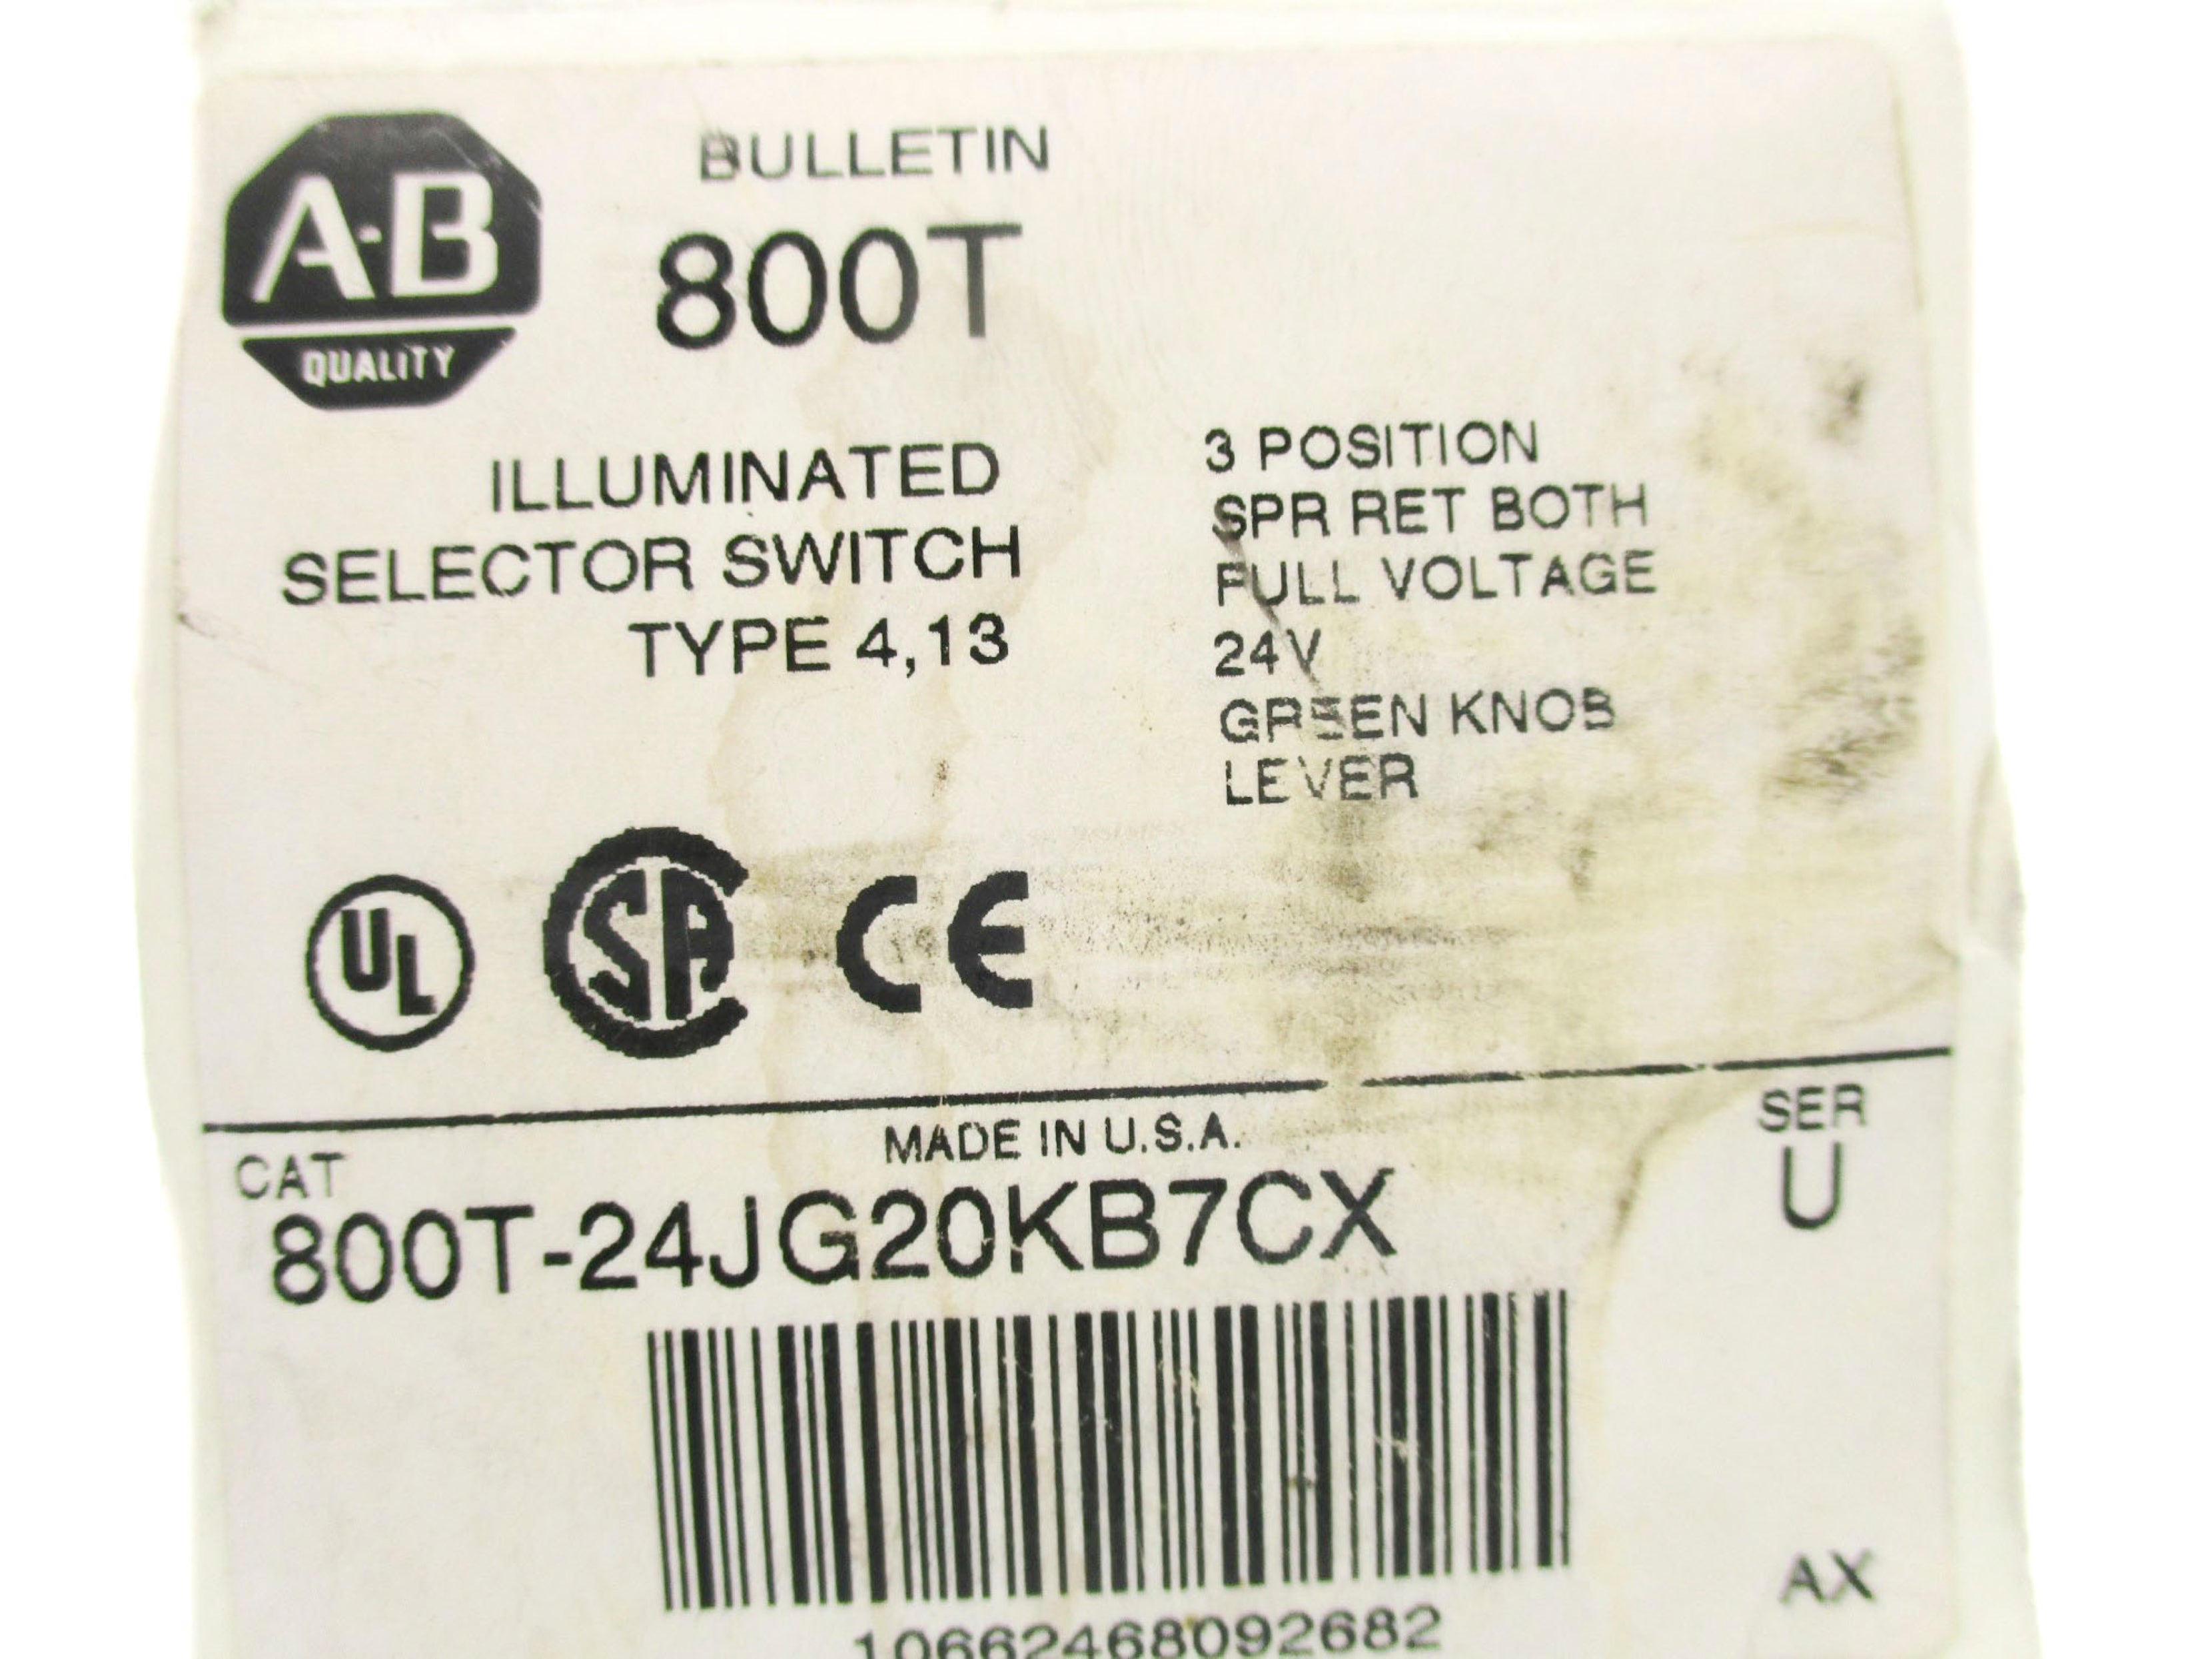 A-B
QUALITY
BULLETIN
800T
ILLUMINATED
SELECTOR SWITCH
TYPE 4,13
3 POSITION
SPR RET BOTH
FULL VOLTAGE
24V
GREEN KNOB
LEVER
UL
CSA
CE
MADE IN U.S.A.
CAT
800T-24JG20KB7CX
SER
U
10662468092682
AX